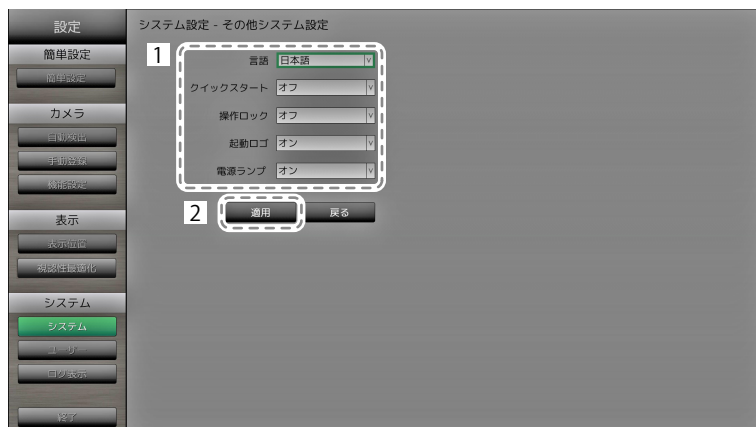 設定
簡単設定
簡単設定
カメラ
自動検出
手動登録
機能設定
表示
表示位置
視認性最適化
システム
システム
ユーザー
ログ表示
終了
システム設定 - その他システム設定
1
言語 日本語
クイックスタート オフ
操作ロック オフ
起動ロゴ オン
電源ランプ オン
2
適用 戻る